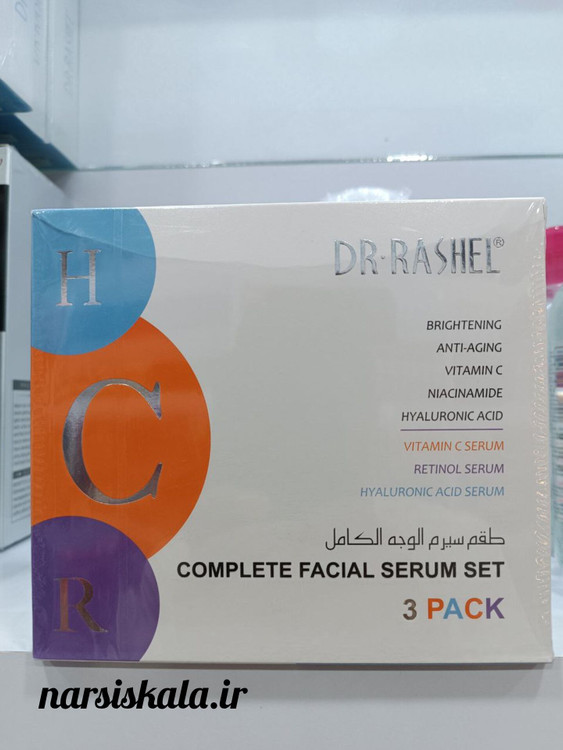 H
C
R
DR·RASHEL®
BRIGHTENING
ANTI-AGING
VITAMIN C
NIACINAMIDE
HYALURONIC ACID
VITAMIN C SERUM
RETINOL SERUM
HYALURONIC ACID SERUM
طقم سيرم الوجه الكامل
COMPLETE FACIAL SERUM SET
3 PACK
narsiskala.ir